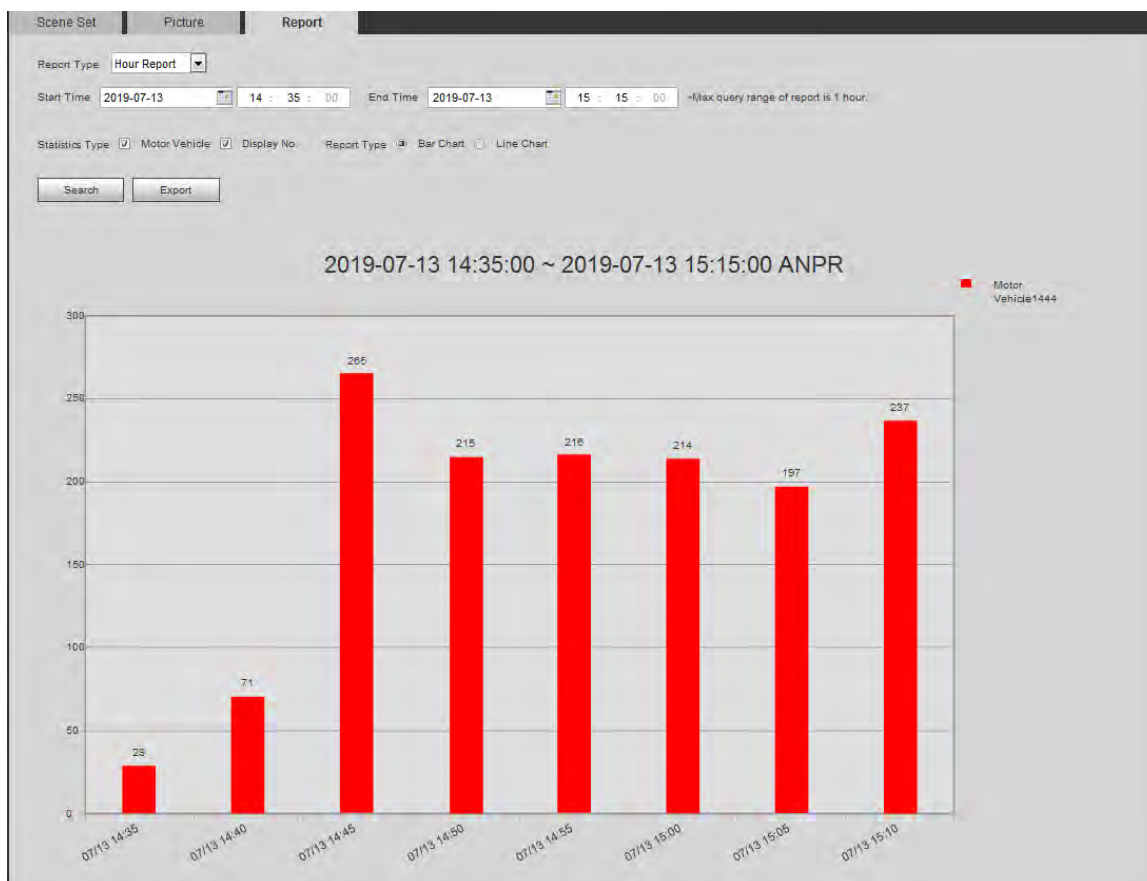 Scene Set Picture Report
Report Type Hour Report
Start Time 2019-07-13 14 : 35 : 00 End Time 2019-07-13 15 : 15 : 00 *Max query range of report is 1 hour.
Statistics Type Motor Vehicle Display No. Report Type Bar Chart Line Chart
Search Export
2019-07-13 14:35:00 ~ 2019-07-13 15:15:00 ANPR
Motor
Vehicle1444
300
265
250
237
215 216 214
200
197
150
100
71
50
29
0
07/13 14:35 07/13 14:40 07/13 14:45 07/13 14:50 07/13 14:55 07/13 15:00 07/13 15:05 07/13 15:10